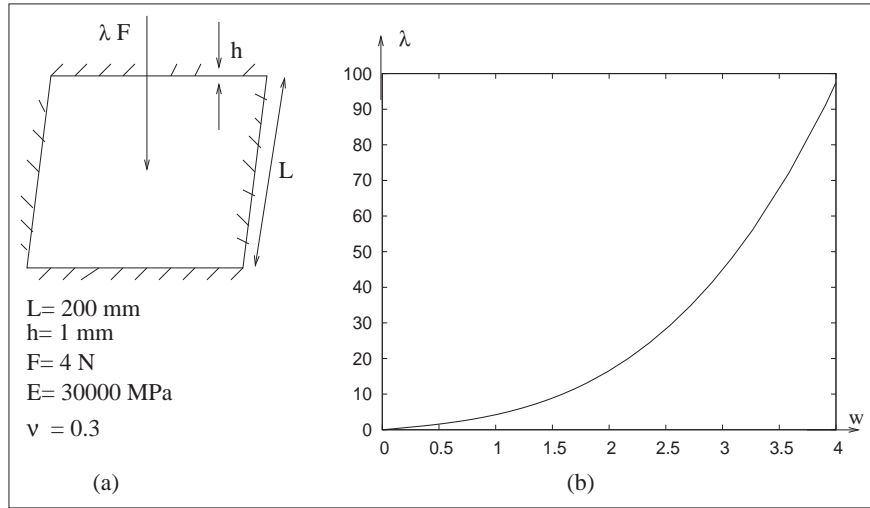 λ F
h
L
L= 200 mm
h= 1 mm
F= 4 N
E= 30000 MPa
ν = 0.3
(a)
λ
100
90
80
70
60
50
40
30
20
10
0
0 0.5 1 1.5 2 2.5 3 3.5 4
w
(b)